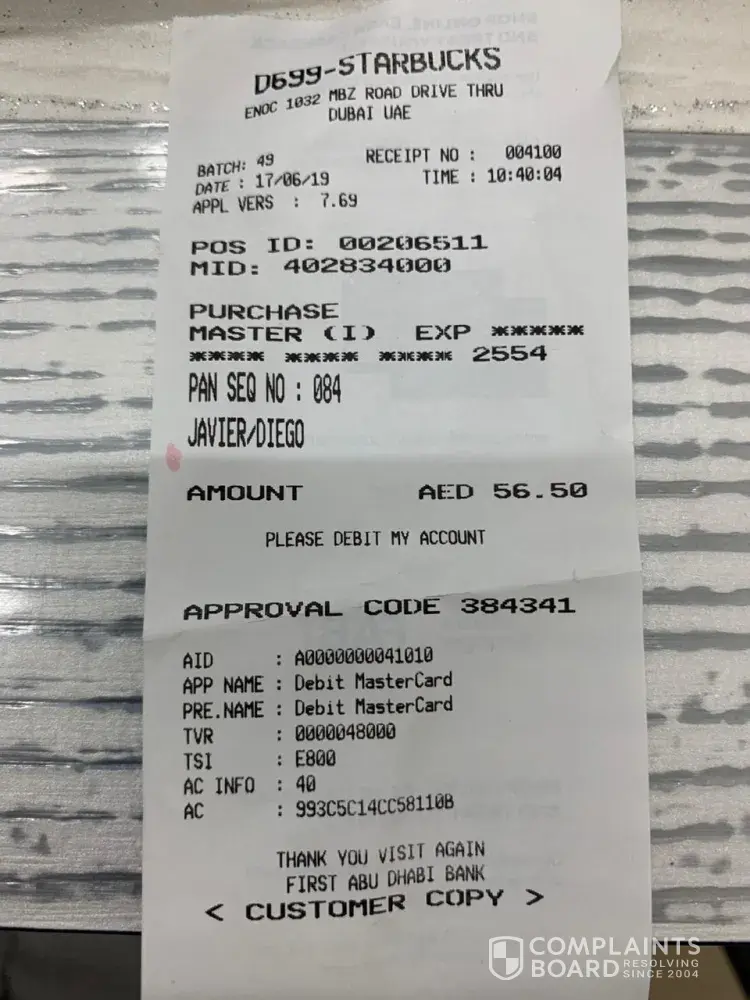 D699-STARBUCKS
ENOC 1032 MBZ ROAD DRIVE THRU
DUBAI UAE
BATCH: 49 RECEIPT NO : 004100
DATE : 17/06/19 TIME : 10:40:04
APPL VERS : 7.69
POS ID: 00206511
MID: 402834000
PURCHASE
MASTER (I) EXP *****
**** **** **** 2554
PAN SEQ NO : 084
JAVIER/DIEGO
AMOUNT AED 56.50
PLEASE DEBIT MY ACCOUNT
APPROVAL CODE 384341
AID : A0000000041010
APP NAME : Debit MasterCard
PRE.NAME : Debit MasterCard
TVR : 0000048000
TSI : E800
AC INFO : 40
AC : 993C5C14CC58110B
THANK YOU VISIT AGAIN
FIRST ABU DHABI BANK
< CUSTOMER COPY >
COMPLAINTS
BOARD RESOLVING SINCE 2004